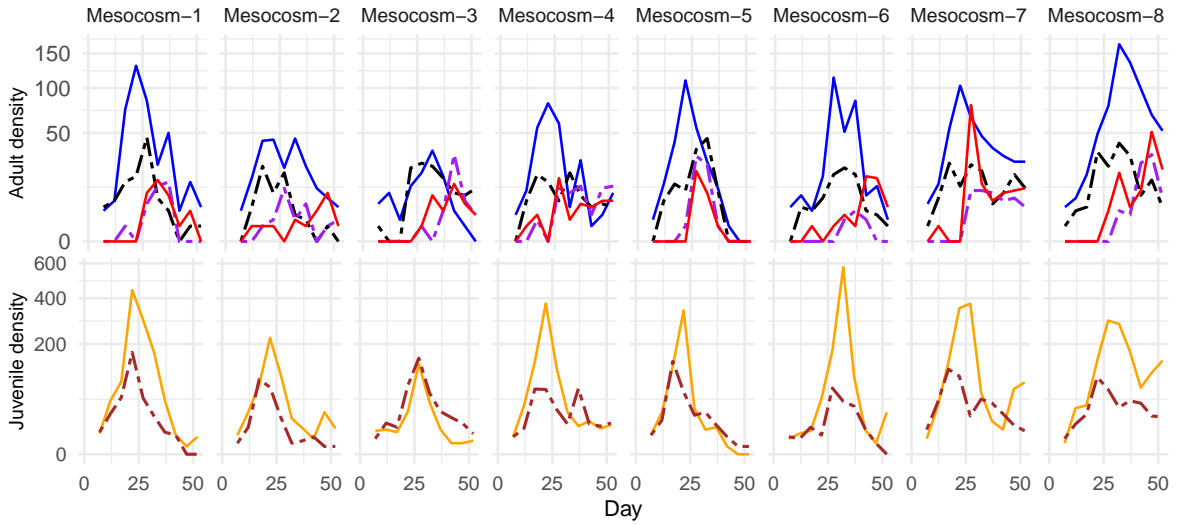 Mesocosm−1 Mesocosm−2 Mesocosm−3 Mesocosm−4 Mesocosm−5 Mesocosm−6 Mesocosm−7 Mesocosm−8
Adult density
150
100
50
0
Juvenile density
600
400
200
0
0 25 50 0 25 50 0 25 50 0 25 50 0 25 50 0 25 50 0 25 50 0 25 50
Day